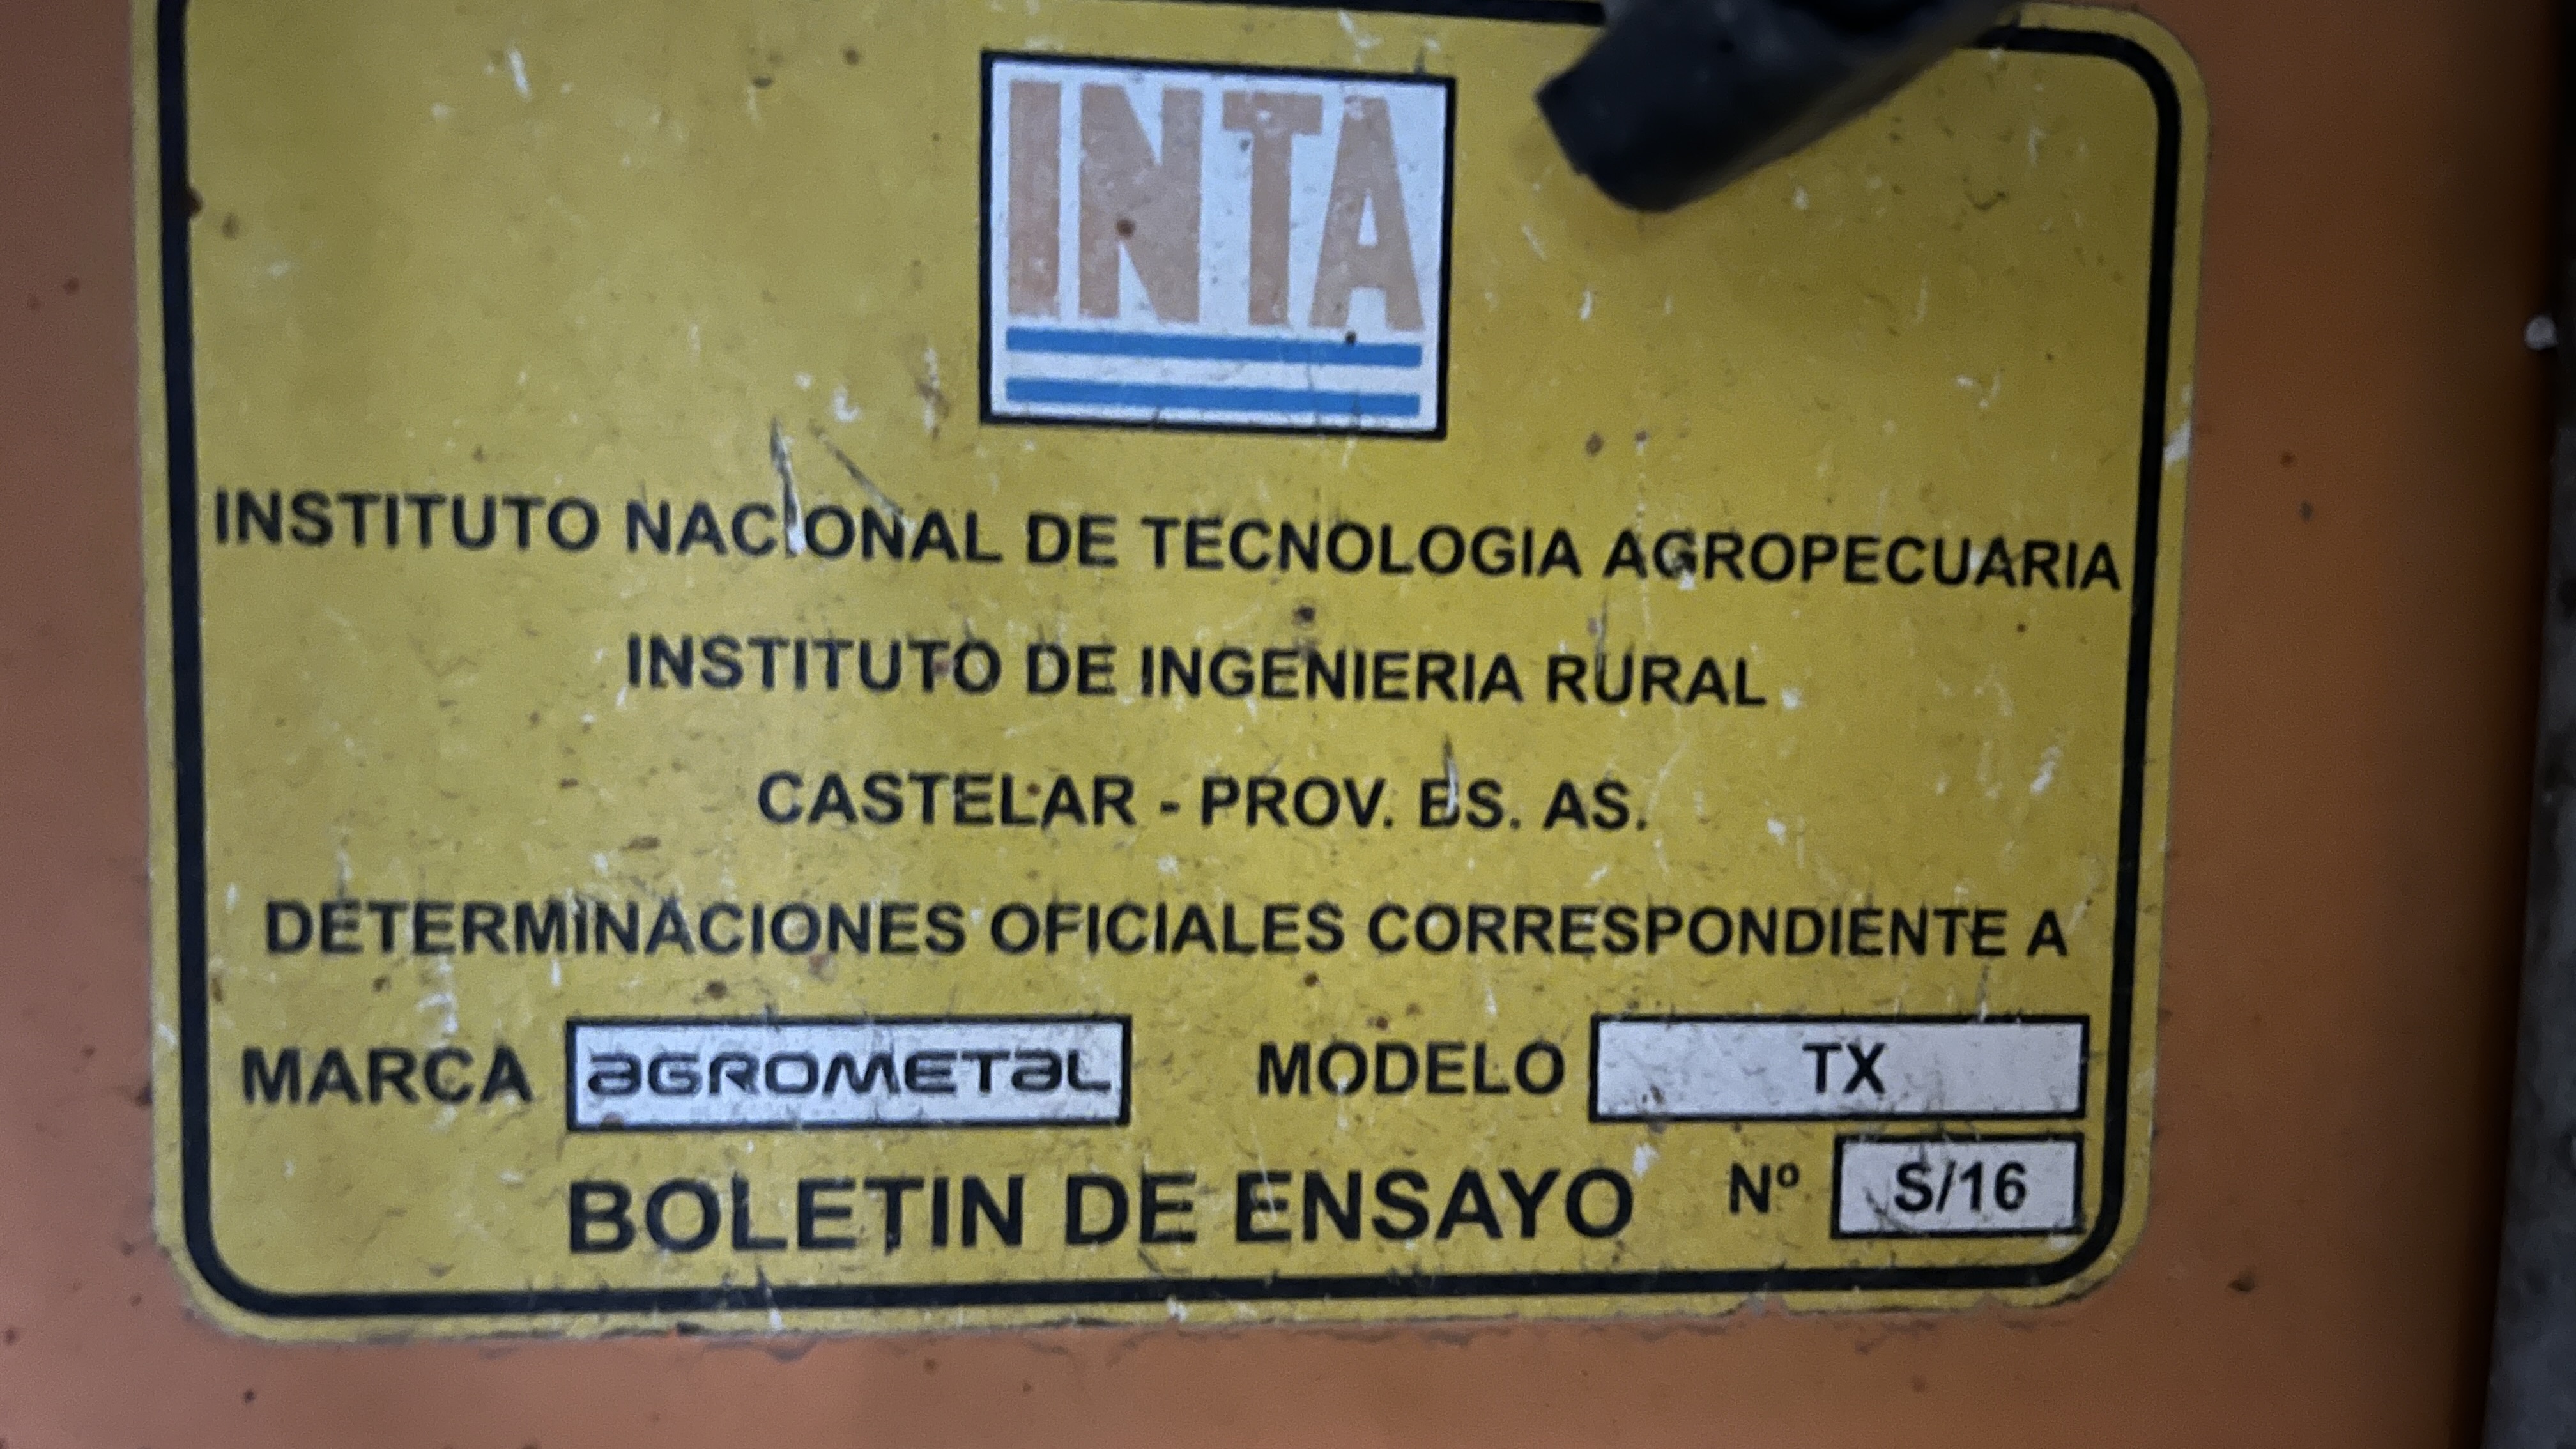 INTA
INSTITUTO NACIONAL DE TECNOLOGIA AGROPECUARIA
INSTITUTO DE INGENIERIA RURAL
CASTELAR - PROV. BS. AS.
DETERMINACIONES OFICIALES CORRESPONDIENTE A
MARCA AGROMETAL MODELO TX
BOLETIN DE ENSAYO Nº S/16